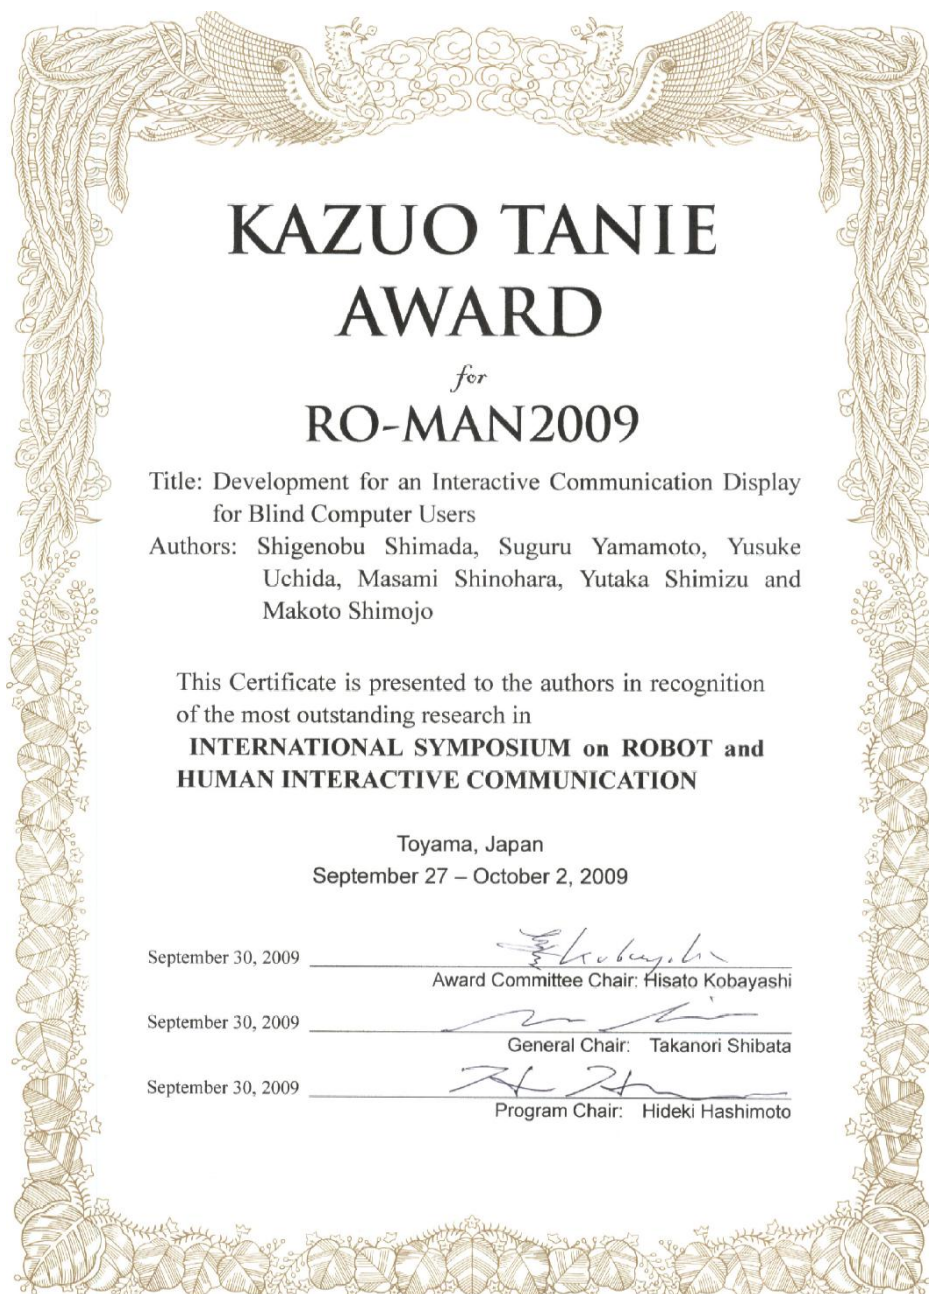 KAZUO TANIE
AWARD
for
RO-MAN2009
Title: Development for an Interactive Communication Display
for Blind Computer Users
Authors: Shigenobu Shimada, Suguru Yamamoto, Yusuke
Uchida, Masami Shinohara, Yutaka Shimizu and
Makoto Shimojo
This Certificate is presented to the authors in recognition
of the most outstanding research in
INTERNATIONAL SYMPOSIUM on ROBOT and
HUMAN INTERACTIVE COMMUNICATION
Toyama, Japan
September 27 – October 2, 2009
September 30, 2009
Award Committee Chair: Hisato Kobayashi
September 30, 2009
General Chair: Takanori Shibata
September 30, 2009
Program Chair: Hideki Hashimoto